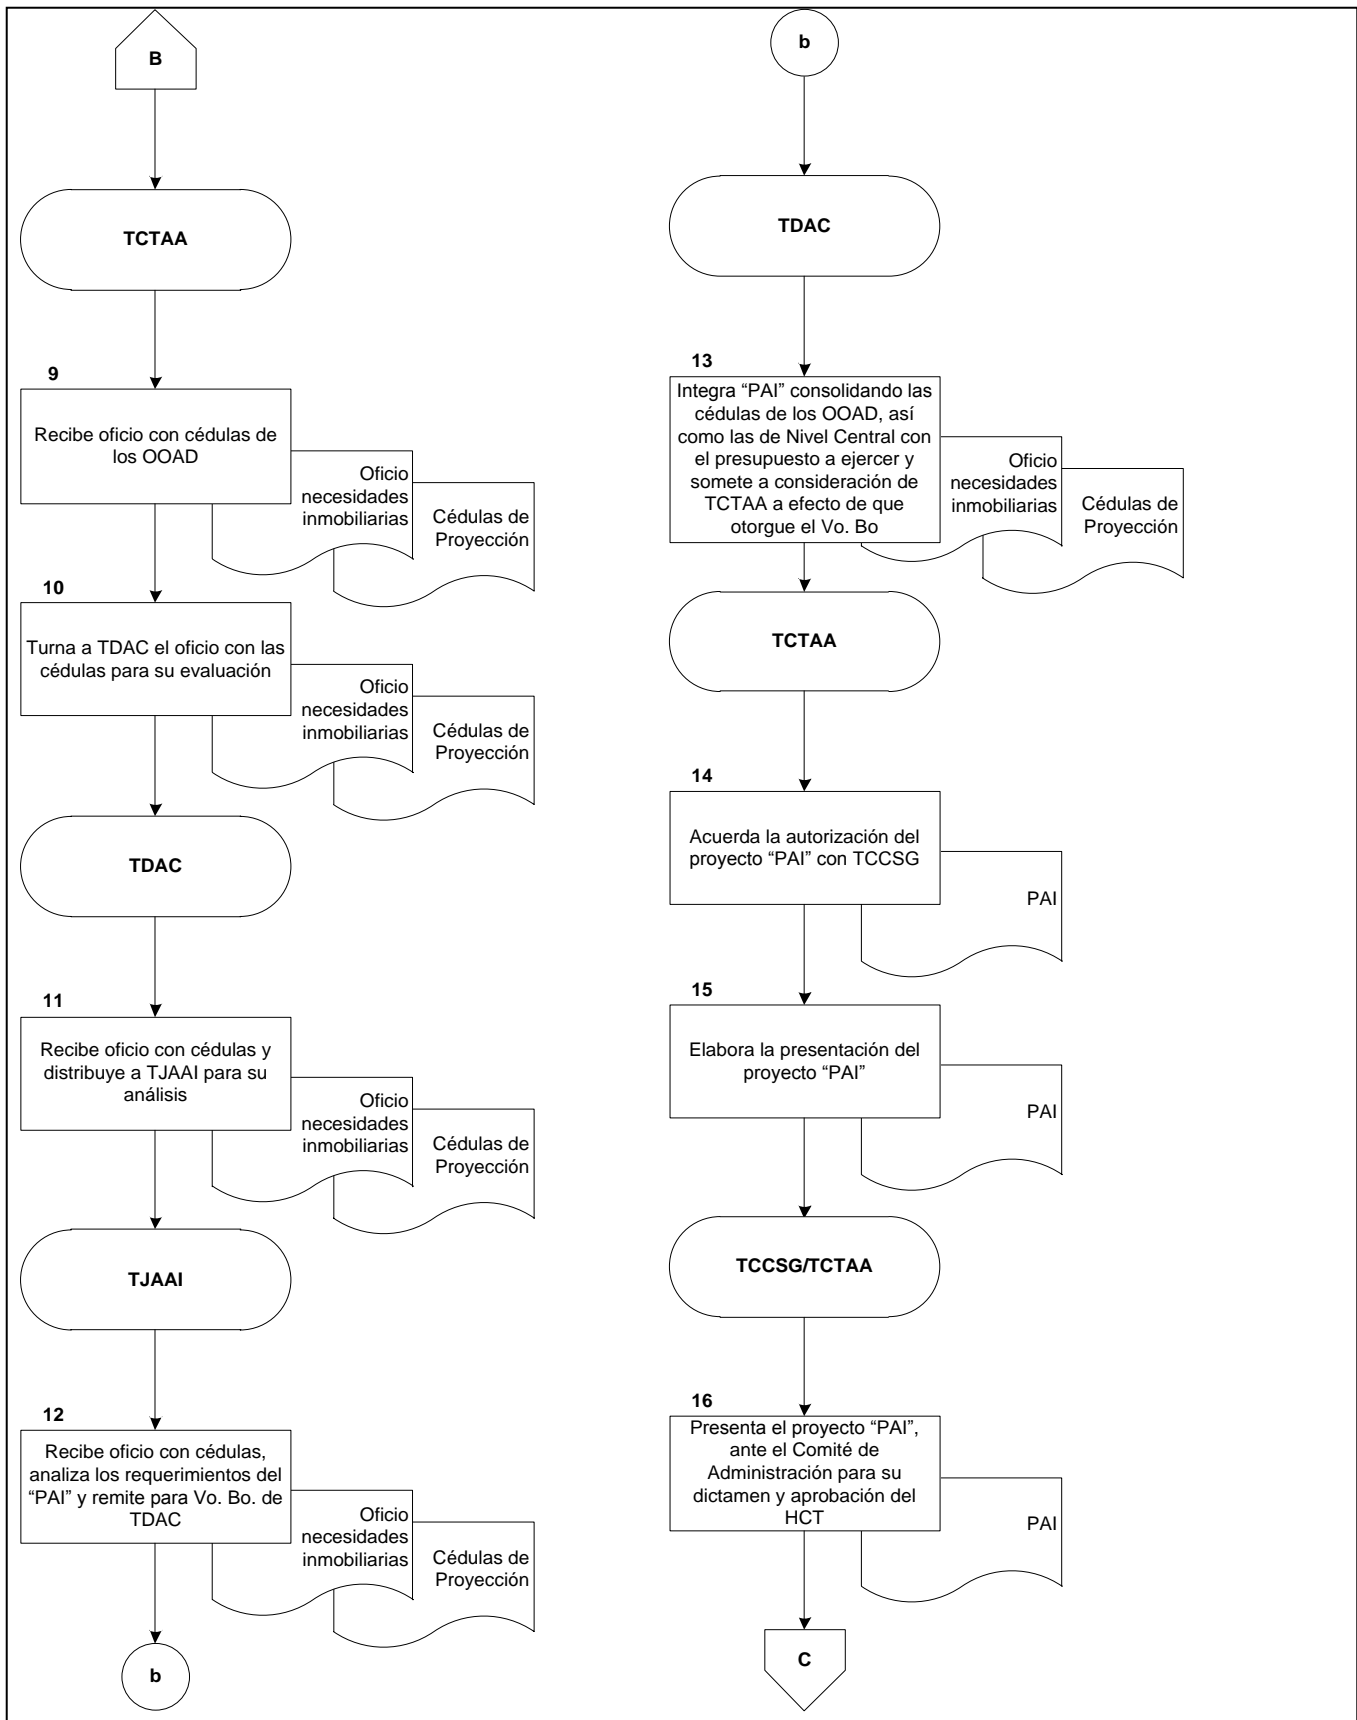 B
TCTAA
9
Recibe oficio con cédulas de
los OOAD
Oficio
necesidades
inmobiliarias
Cédulas de
Proyección
10
Turna a TDAC el oficio con las
cédulas para su evaluación
Oficio
necesidades
inmobiliarias
Cédulas de
Proyección
TDAC
11
Recibe oficio con cédulas y
distribuye a TJAAI para su
análisis
Oficio
necesidades
inmobiliarias
Cédulas de
Proyección
TJAAI
12
Recibe oficio con cédulas,
analiza los requerimientos del
“PAI” y remite para Vo. Bo. de
TDAC
Oficio
necesidades
inmobiliarias
Cédulas de
Proyección
b
b
TDAC
13
Integra “PAI” consolidando las
cédulas de los OOAD, así
como las de Nivel Central con
el presupuesto a ejercer y
somete a consideración de
TCTAA a efecto de que
otorgue el Vo. Bo
Oficio
necesidades
inmobiliarias
Cédulas de
Proyección
TCTAA
14
Acuerda la autorización del
proyecto “PAI” con TCCSG
PAI
15
Elabora la presentación del
proyecto “PAI”
PAI
TCCSG/TCTAA
16
Presenta el proyecto “PAI”,
ante el Comité de
Administración para su
dictamen y aprobación del
HCT
PAI
C